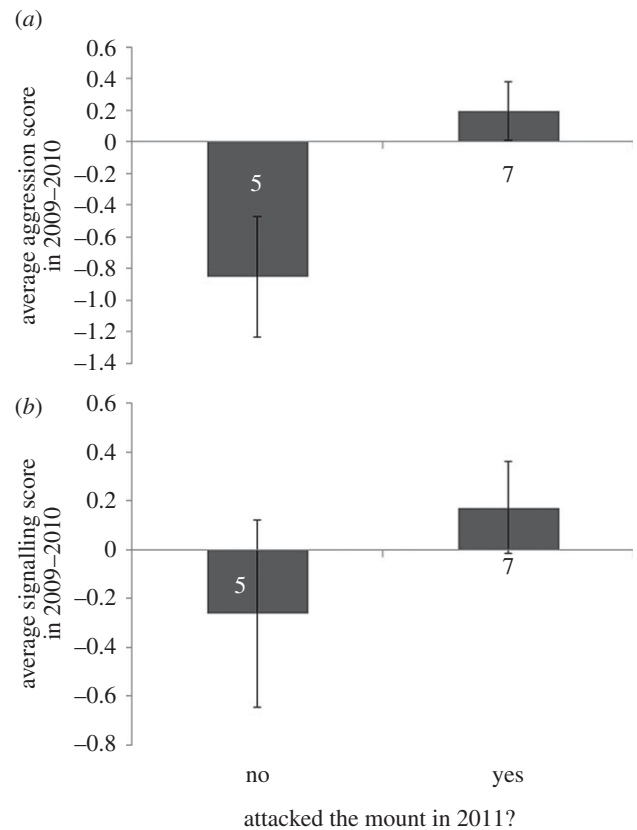 (a)
average aggression score
in 2009–2010
0.6
0.4
0.2
0
–0.2
–0.4
–0.6
–0.8
–1.0
–1.2
–1.4
5
7
(b)
average signalling score
in 2009–2010
0.6
0.4
0.2
0
–0.2
–0.4
–0.6
–0.8
5
7
no
yes
attacked the mount in 2011?